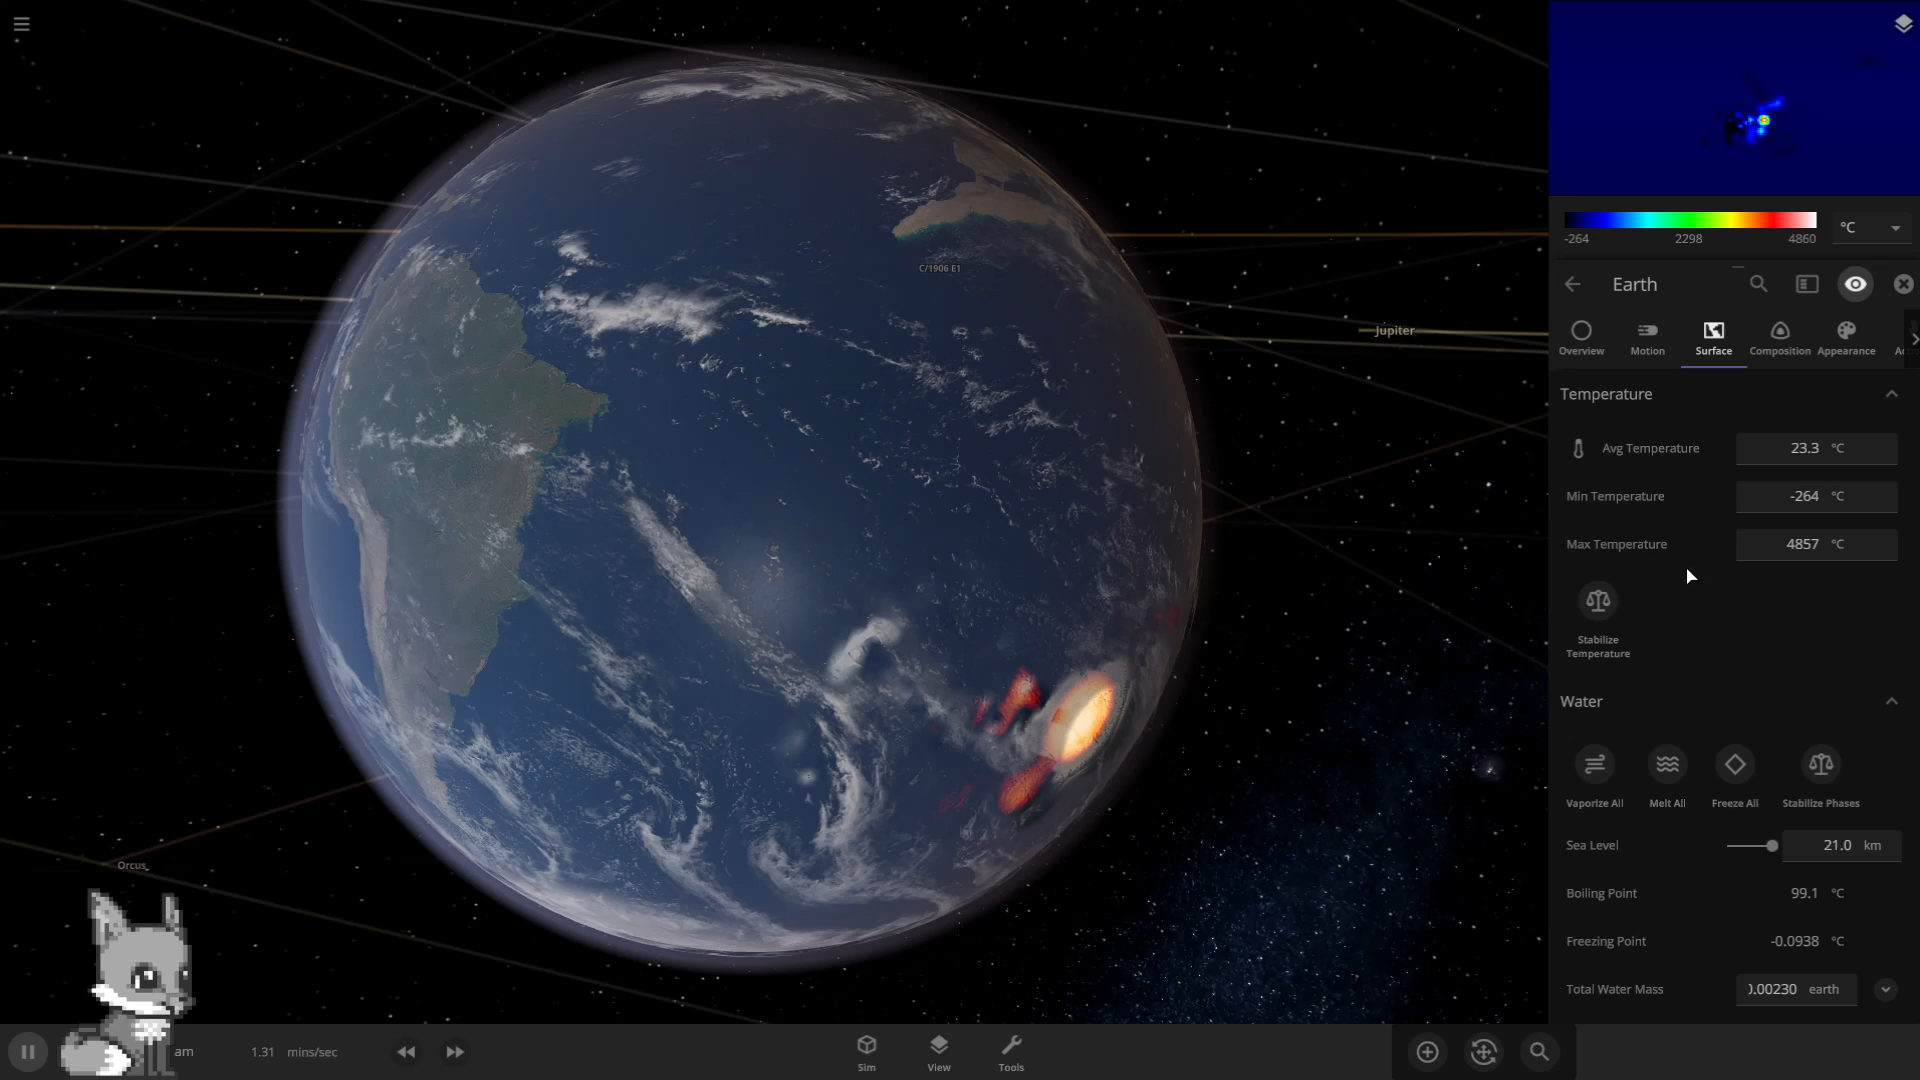 C/1906 E1
Jupiter
Orcus
-264 2298 4860 °C
Earth
Overview Motion Surface Composition Appearance
Temperature
Avg Temperature 23.3 °C
Min Temperature -264 °C
Max Temperature 4857 °C
Stabilize
Temperature
Water
Vaporize All Melt All Freeze All Stabilize Phases
Sea Level 21.0 km
Boiling Point 99.1 °C
Freezing Point -0.0938 °C
Total Water Mass 0.00230 earth
am 1.31 mins/sec
Sim View Tools